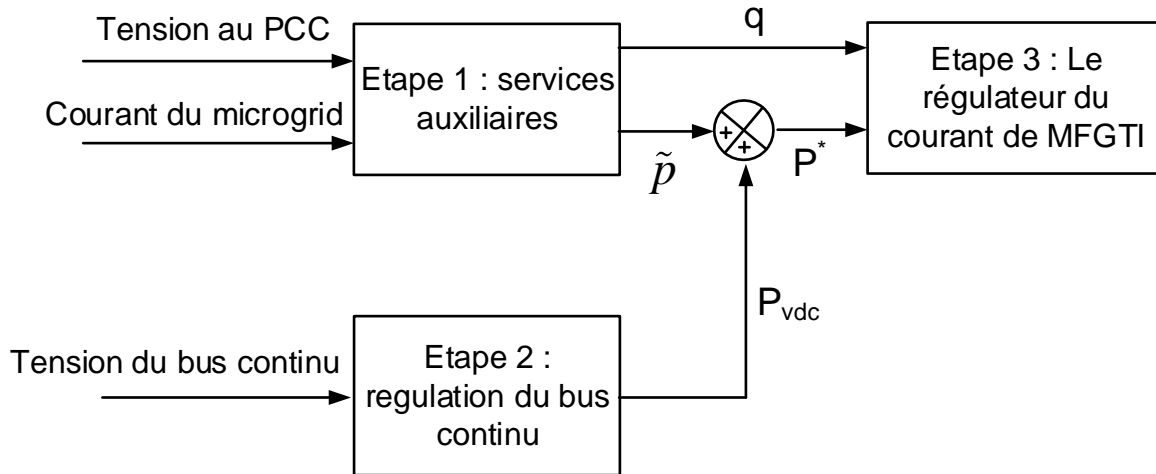 Tension au PCC
Courant du microgrid
Etape 1 : services
auxiliaires
q
p̃
+
+
P*
Etape 3 : Le
régulateur du
courant de MFGTI
Pvdc
Tension du bus continu
Etape 2 :
regulation du bus
continu